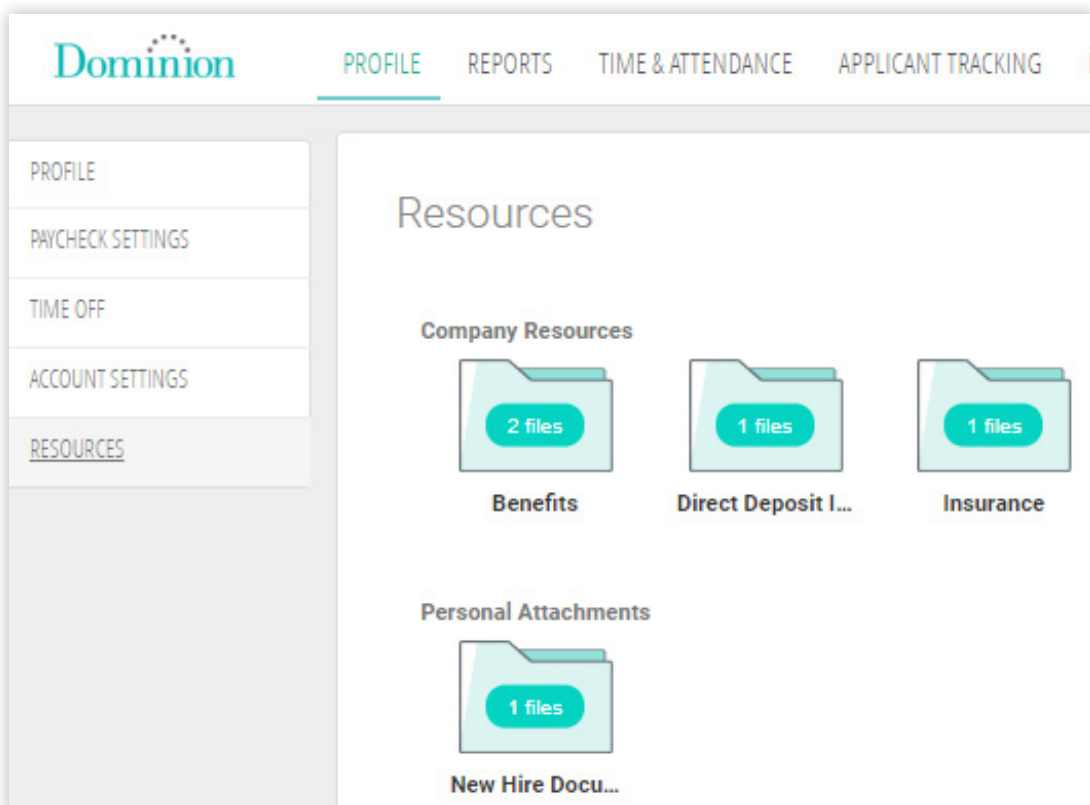 Dominion
PROFILE REPORTS TIME & ATTENDANCE APPLICANT TRACKING
PROFILE
PAYCHECK SETTINGS
TIME OFF
ACCOUNT SETTINGS
RESOURCES
Resources
Company Resources
2 files 1 files 1 files
Benefits Direct Deposit I... Insurance
Personal Attachments
1 files
New Hire Docu...